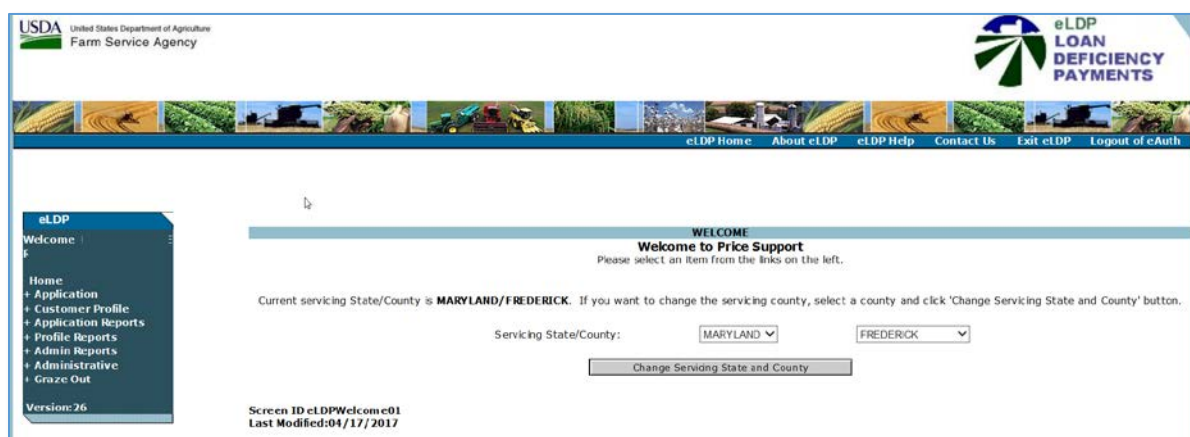 USDA United States Department of Agriculture
Farm Service Agency
eLDP
LOAN
DEFICIENCY
PAYMENTS
eLDP Home About eLDP eLDP Help Contact Us Exit eLDP Logout of eAuth
eLDP
Welcome
Home
+ Application
+ Customer Profile
+ Application Reports
+ Profile Reports
+ Admin Reports
+ Administrative
+ Graze Out
Version: 26
WELCOME
Welcome to Price Support
Please select an item from the links on the left.
Current servicing State/County is MARYLAND/FREDERICK. If you want to change the servicing county, select a county and click 'Change Servicing State and County' button.
Servicing State/County: MARYLAND FREDERICK
Change Servicing State and County
Screen ID eLDPWelcome01
Last Modified:04/17/2017